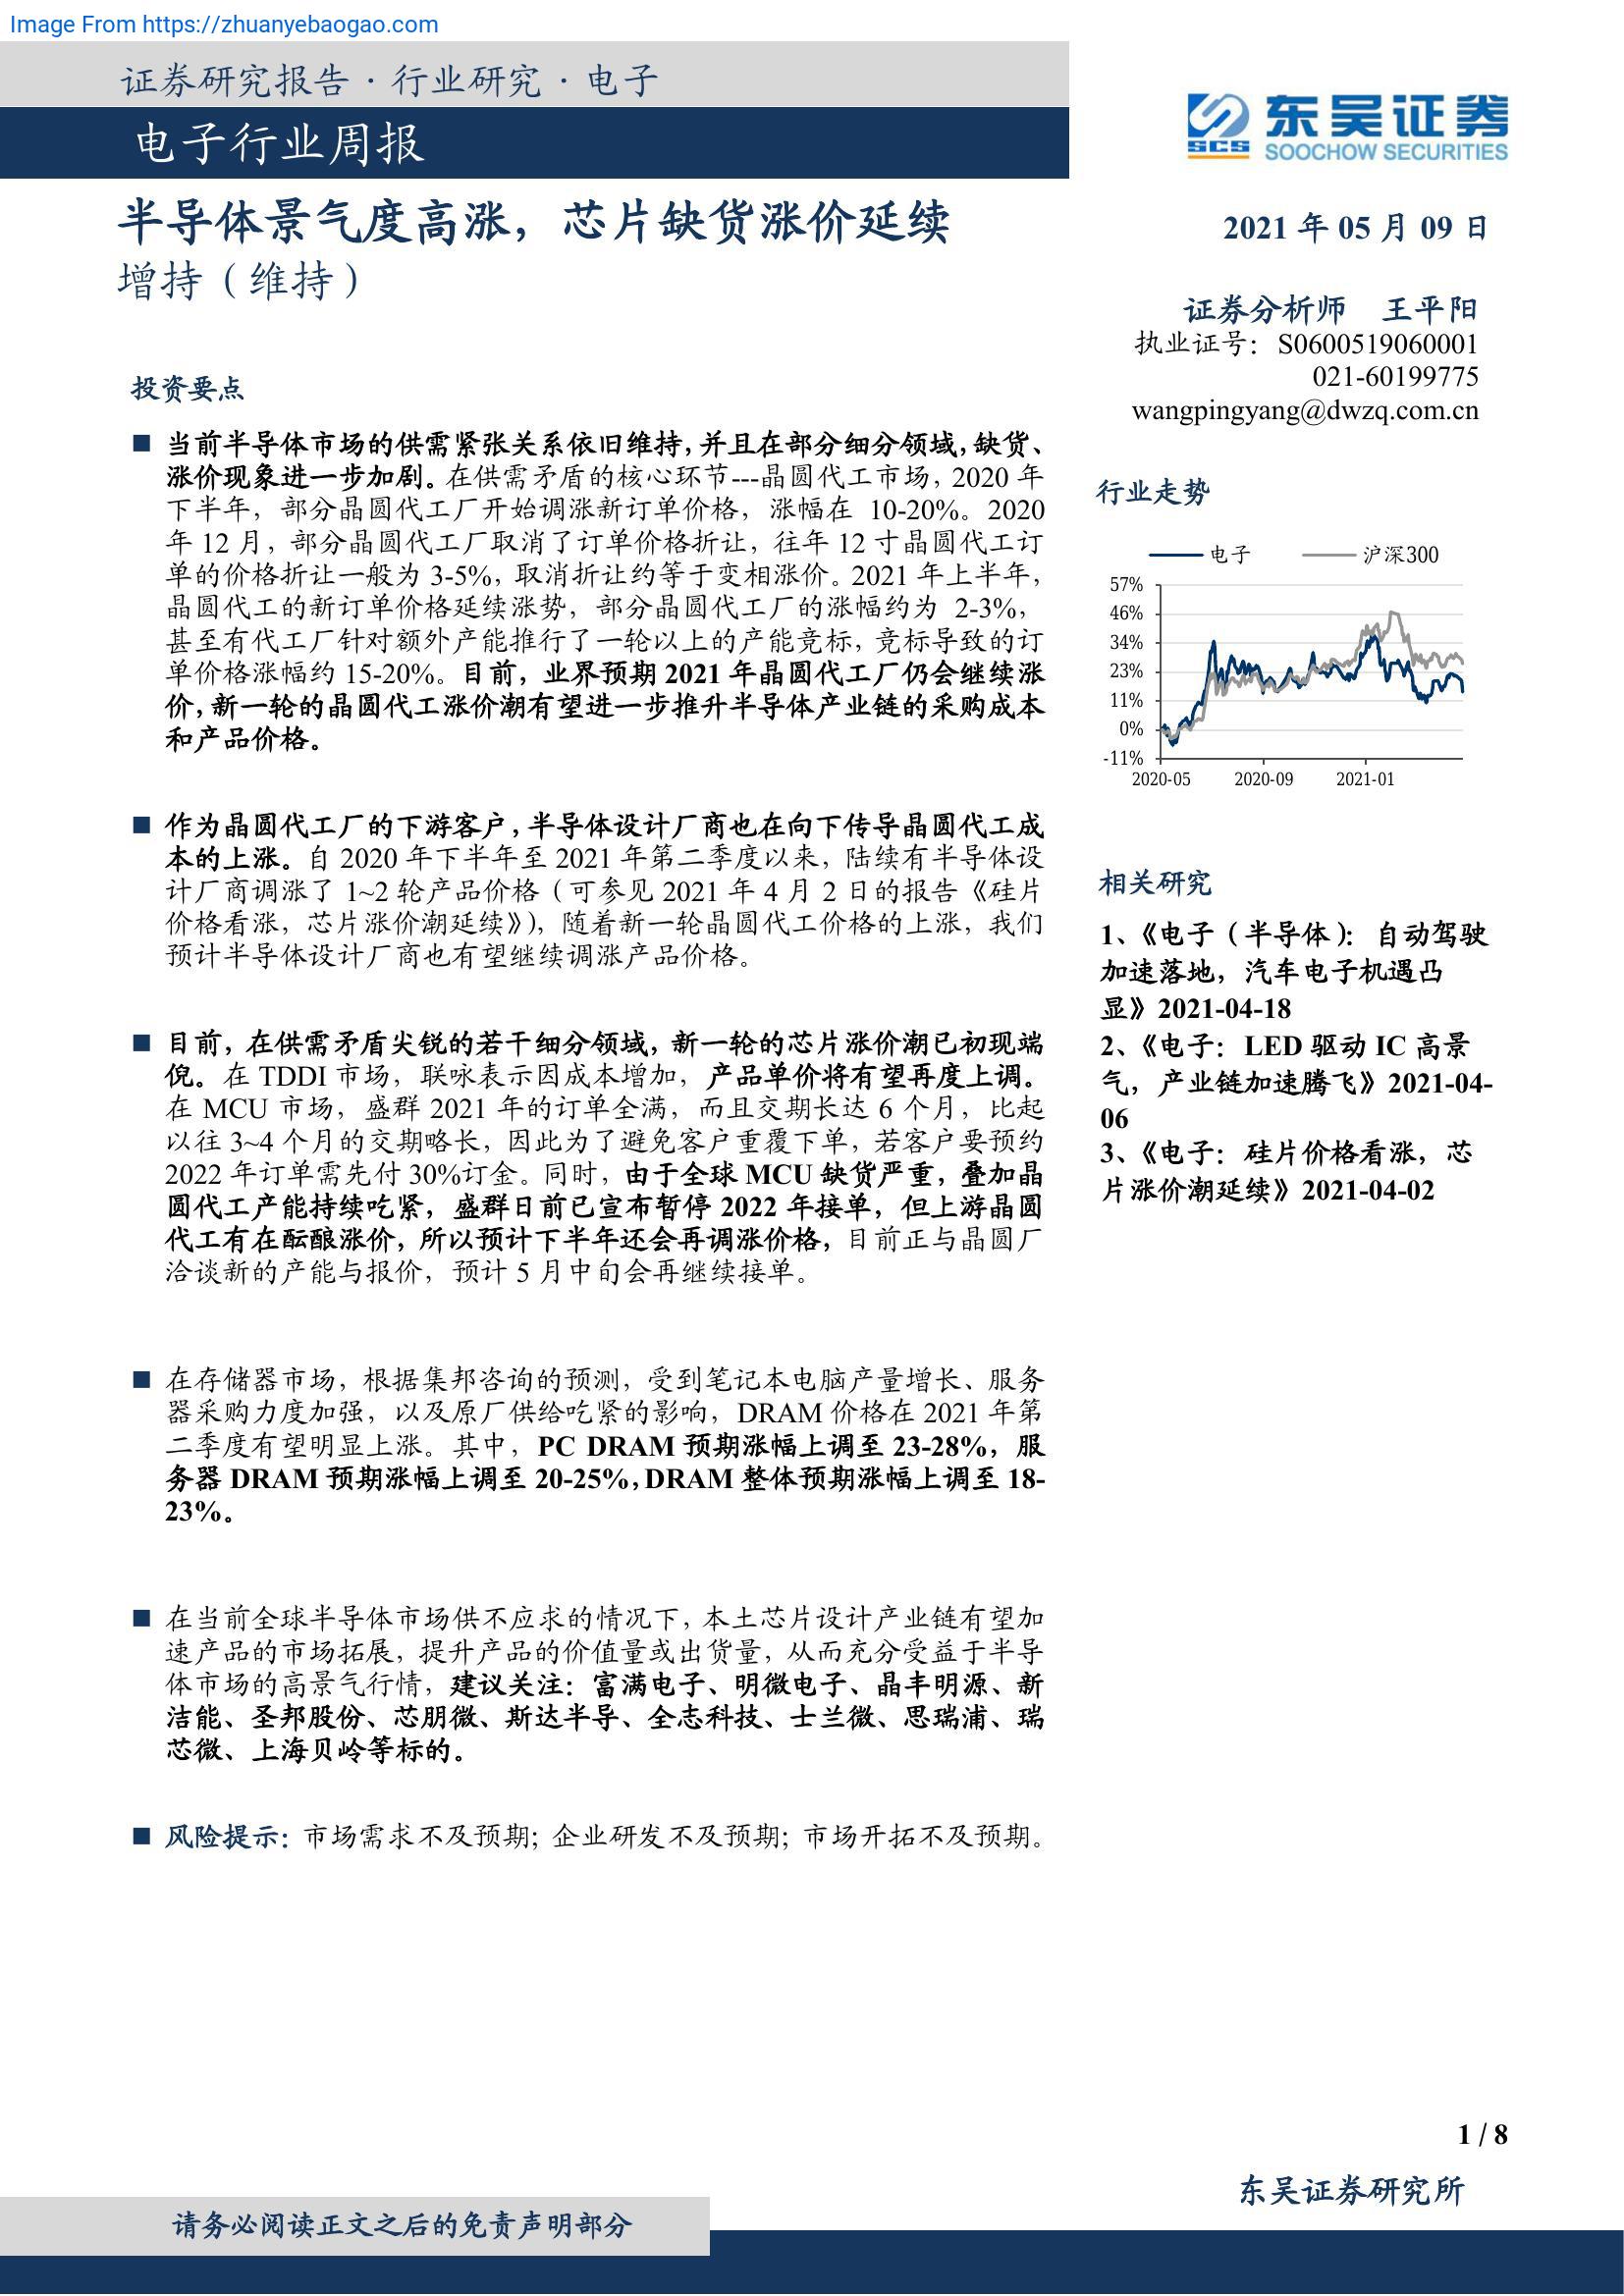 Image From https://zhuanyebaogao.com
证券研究报告·行业研究·电子
电子行业周报
东吴证券
SCS
SOOCHOW SECURITIES
半导体景气度高涨，芯片缺货涨价延续
增持（维持）
2021 年 05 月 09 日
证券分析师 王平阳
执业证号：S0600519060001
021-60199775
wangpingyang@dwzq.com.cn
投资要点
■ 当前半导体市场的供需紧张关系依旧维持，并且在部分细分领域，缺货、
涨价现象进一步加剧。在供需矛盾的核心环节---晶圆代工市场，2020 年
下半年，部分晶圆代工厂开始调涨新订单价格，涨幅在 10-20%。2020
年 12 月，部分晶圆代工厂取消了订单价格折让，往年 12 寸晶圆代工订
单的价格折让一般为 3-5%，取消折让约等于变相涨价。2021 年上半年，
晶圆代工的新订单价格延续涨势，部分晶圆代工厂的涨幅约为 2-3%，
甚至有代工厂针对额外产能推行了一轮以上的产能竞标，竞标导致的订
单价格涨幅约 15-20%。目前，业界预期 2021 年晶圆代工厂仍会继续涨
价，新一轮的晶圆代工涨价潮有望进一步推升半导体产业链的采购成本
和产品价格。
■ 作为晶圆代工厂的下游客户，半导体设计厂商也在向下传导晶圆代工成
本的上涨。自 2020 年下半年至 2021 年第二季度以来，陆续有半导体设
计厂商调涨了 1~2 轮产品价格（可参见 2021 年 4 月 2 日的报告《硅片
价格看涨，芯片涨价潮延续》），随着新一轮晶圆代工价格的上涨，我们
预计半导体设计厂商也有望继续调涨产品价格。
■ 目前，在供需矛盾尖锐的若干细分领域，新一轮的芯片涨价潮已初现端
倪。在 TDDI 市场，联咏表示因成本增加，产品单价将有望再度上调。
在 MCU 市场，盛群 2021 年的订单全满，而且交期长达 6 个月，比起
以往 3~4 个月的交期略长，因此为了避免客户重覆下单，若客户要预约
2022 年订单需先付 30%订金。同时，由于全球 MCU 缺货严重，叠加晶
圆代工产能持续吃紧，盛群日前已宣布暂停 2022 年接单，但上游晶圆
代工有在酝酿涨价，所以预计下半年还会再调涨价格，目前正与晶圆厂
洽谈新的产能与报价，预计 5 月中旬会再继续接单。
■ 在存储器市场，根据集邦咨询的预测，受到笔记本电脑产量增长、服务
器采购力度加强，以及原厂供给吃紧的影响，DRAM 价格在 2021 年第
二季度有望明显上涨。其中，PC DRAM 预期涨幅上调至 23-28%，服
务器 DRAM 预期涨幅上调至 20-25%，DRAM 整体预期涨幅上调至 18-
23%。
■ 在当前全球半导体市场供不应求的情况下，本土芯片设计产业链有望加
速产品的市场拓展，提升产品的价值量或出货量，从而充分受益于半导
体市场的高景气行情，建议关注：富满电子、明微电子、晶丰明源、新
洁能、圣邦股份、芯朋微、斯达半导、全志科技、士兰微、思瑞浦、瑞
芯微、上海贝岭等标的。
■ 风险提示：市场需求不及预期；企业研发不及预期；市场开拓不及预期。
行业走势
电子 沪深300
57%
46%
34%
23%
11%
0%
-11%
2020-05 2020-09 2021-01
相关研究
1、《电子（半导体）：自动驾驶
加速落地，汽车电子机遇凸
显》2021-04-18
2、《电子：LED 驱动 IC 高景
气，产业链加速腾飞》2021-04-
06
3、《电子：硅片价格看涨，芯
片涨价潮延续》2021-04-02
1 / 8
东吴证券研究所
请务必阅读正文之后的免责声明部分